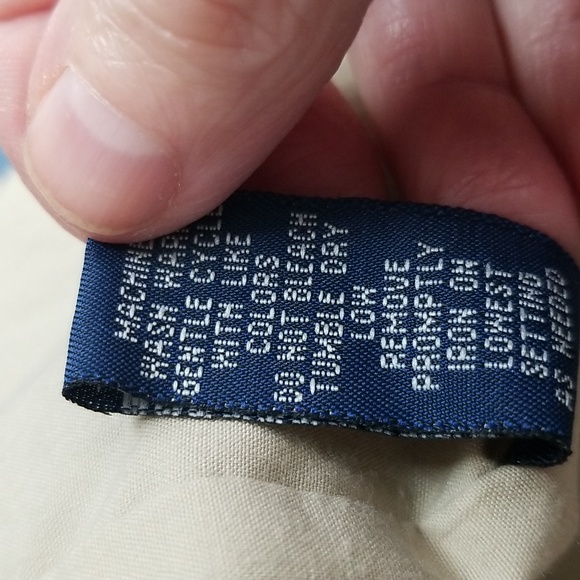 MACHINE
WASH WARM
GENTLE CYCLE
WITH LIKE
COLORS
DO NOT BLEACH
TUMBLE DRY
LOW
REMOVE
PROMPTLY
IRON ON
LOWEST
SETTING
AS NEEDED